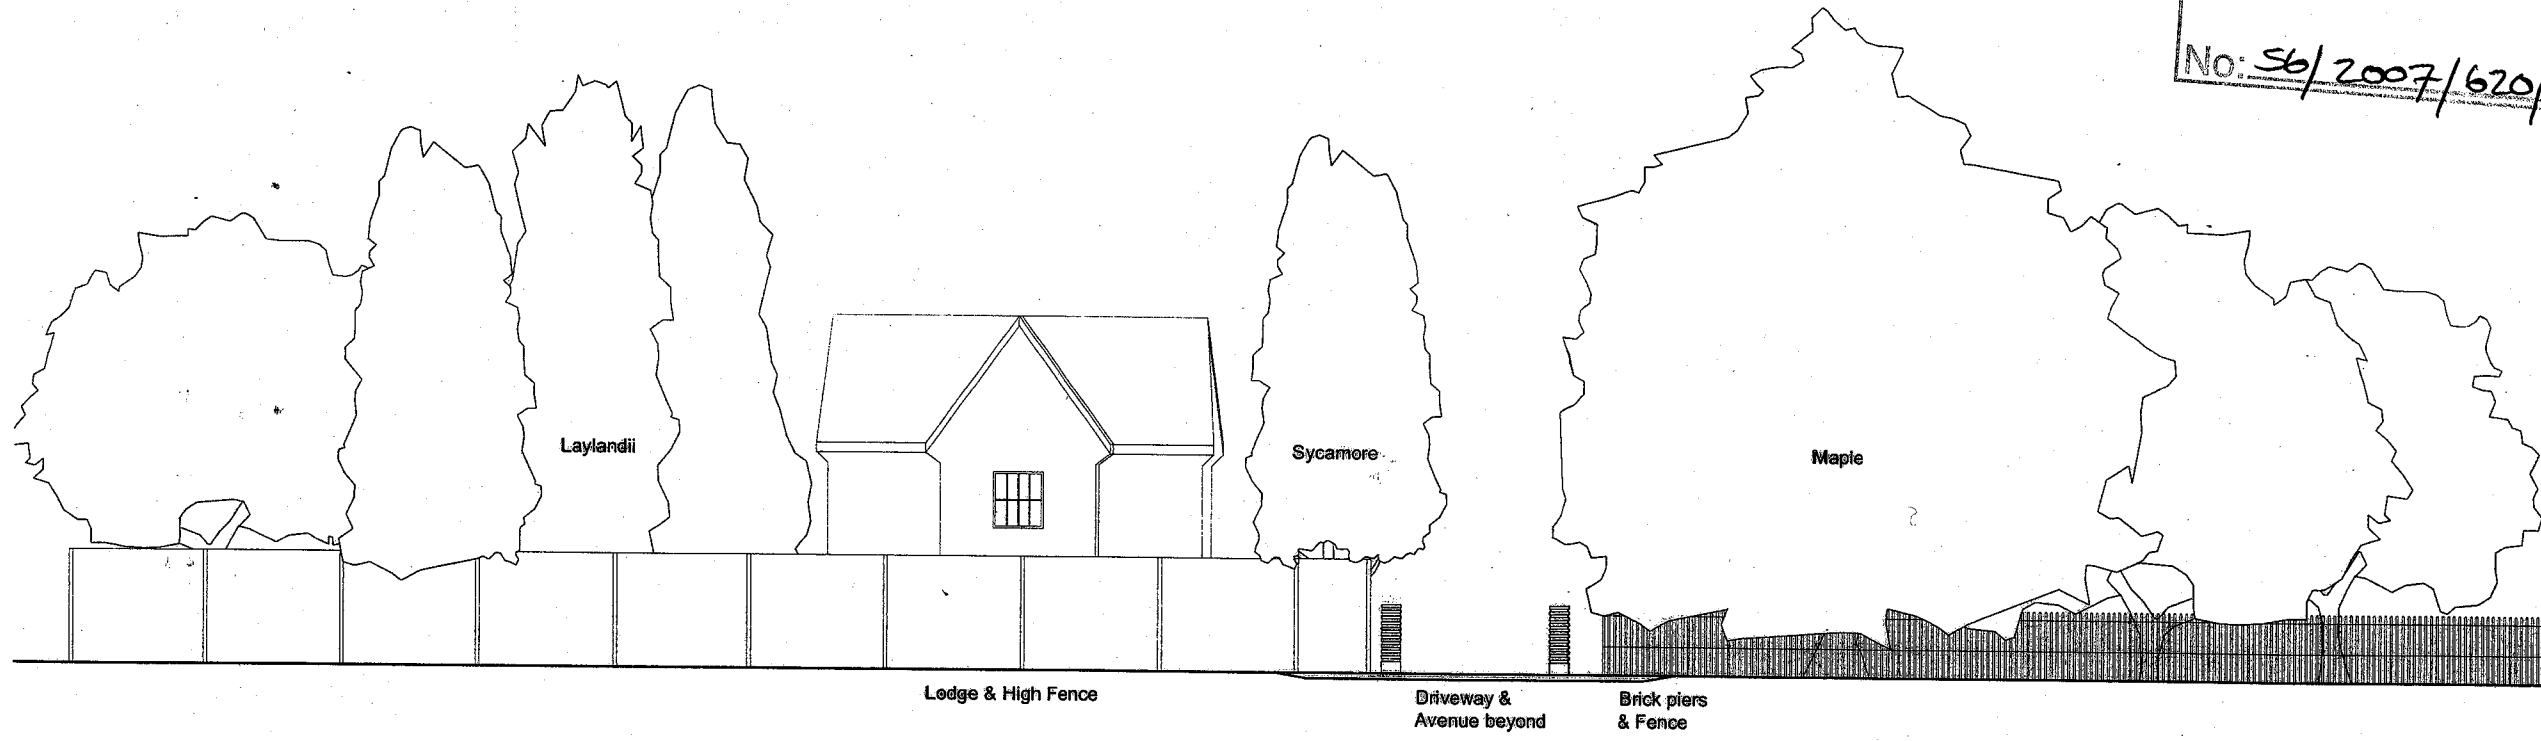 No: S6/2007/620/
Laylandii
Sycamore
Maple
Lodge & High Fence
Driveway &
Avenue beyond
Brick piers
& Fence